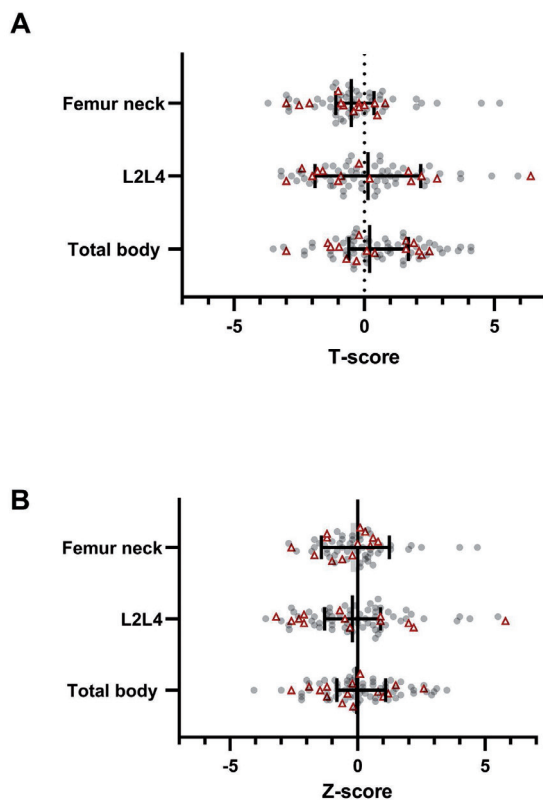 A
Femur neck
L2L4
Total body
-5 0 5
T-score
B
Femur neck
L2L4
Total body
-5 0 5
Z-score